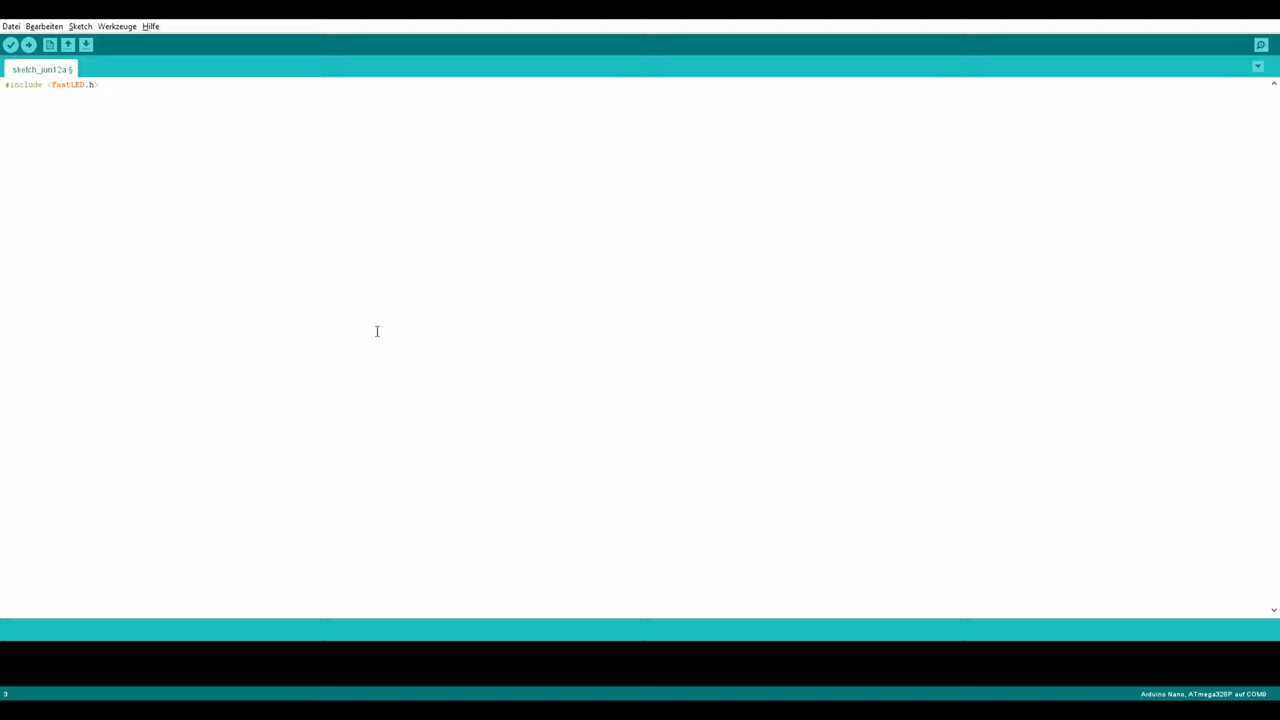 Datei Bearbeiten Sketch Werkzeuge Hilfe
sketch_jun12a §
#include <FastLED.h>
3
Arduino Nano, ATmega328P auf COM9